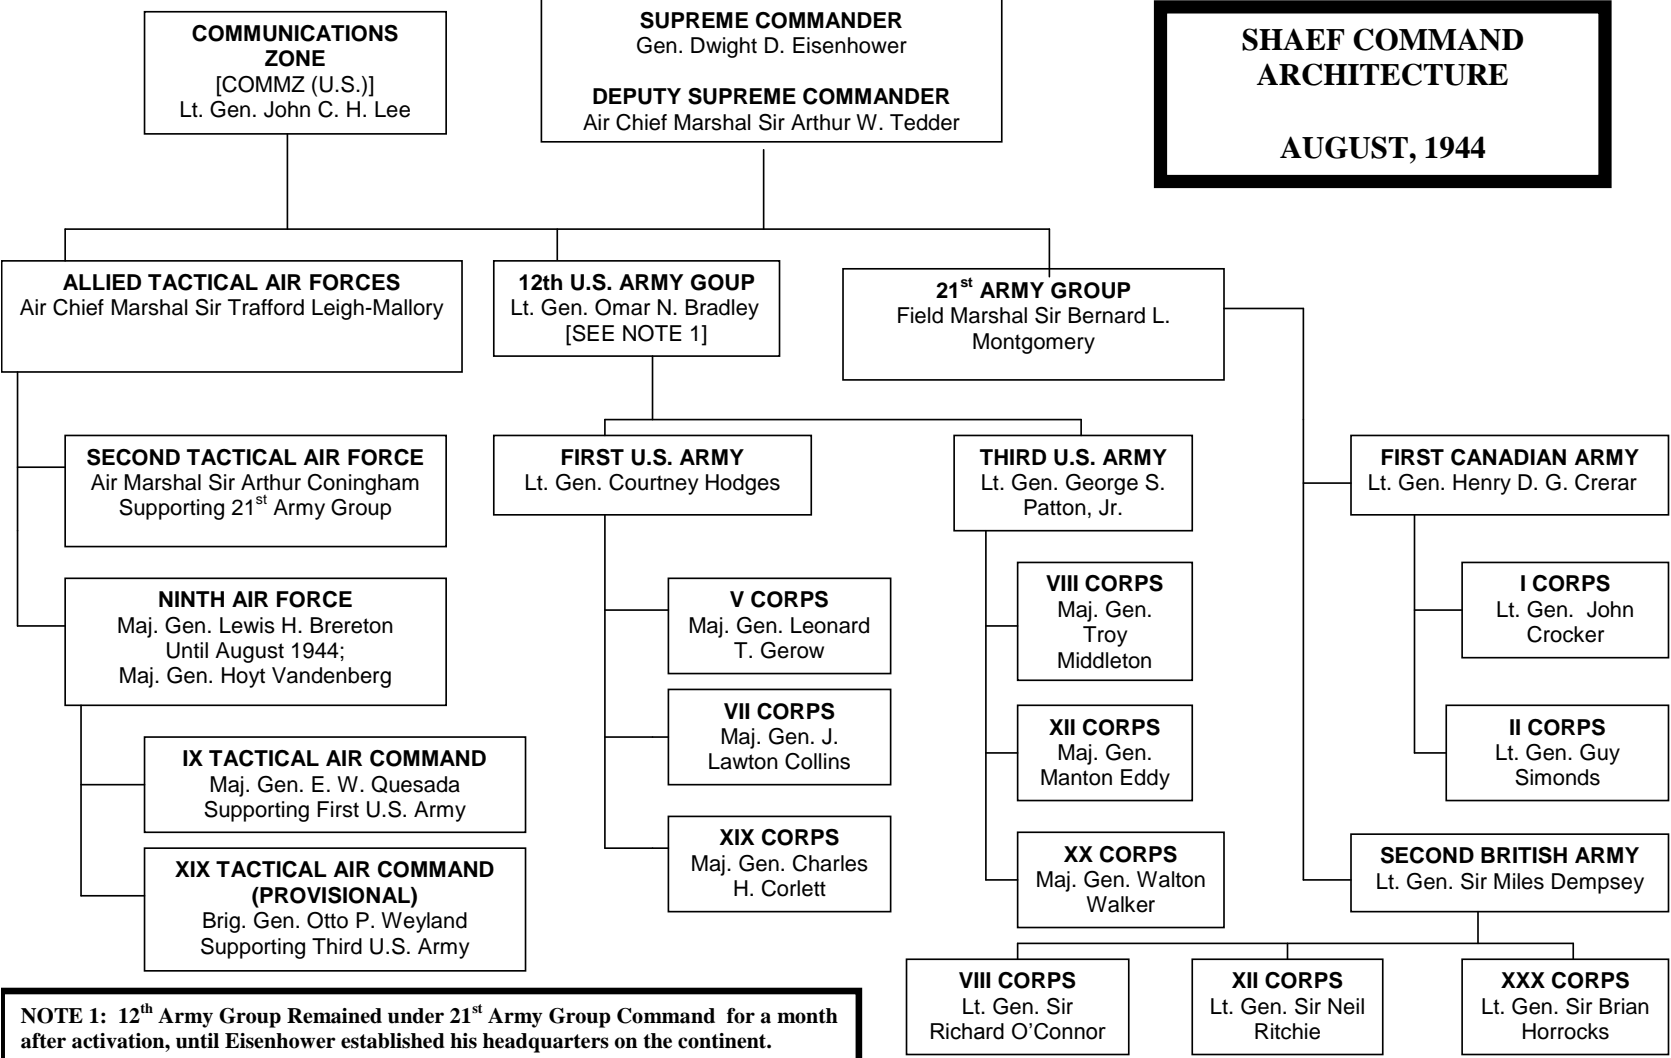 COMMUNICATIONS
ZONE
[COMMZ (U.S.)]
Lt. Gen. John C. H. Lee
SUPREME COMMANDER
Gen. Dwight D. Eisenhower
DEPUTY SUPREME COMMANDER
Air Chief Marshal Sir Arthur W. Tedder
SHAEF COMMAND
ARCHITECTURE
AUGUST, 1944
ALLIED TACTICAL AIR FORCES
Air Chief Marshal Sir Trafford Leigh-Mallory
12th U.S. ARMY GOUP
Lt. Gen. Omar N. Bradley
[SEE NOTE 1]
21st ARMY GROUP
Field Marshal Sir Bernard L.
Montgomery
SECOND TACTICAL AIR FORCE
Air Marshal Sir Arthur Coningham
Supporting 21st Army Group
FIRST U.S. ARMY
Lt. Gen. Courtney Hodges
THIRD U.S. ARMY
Lt. Gen. George S.
Patton, Jr.
FIRST CANADIAN ARMY
Lt. Gen. Henry D. G. Crerar
NINTH AIR FORCE
Maj. Gen. Lewis H. Brereton
Until August 1944;
Maj. Gen. Hoyt Vandenberg
V CORPS
Maj. Gen. Leonard
T. Gerow
VIII CORPS
Maj. Gen.
Troy
Middleton
I CORPS
Lt. Gen. John
Crocker
VII CORPS
Maj. Gen. J.
Lawton Collins
XII CORPS
Maj. Gen.
Manton Eddy
II CORPS
Lt. Gen. Guy
Simonds
IX TACTICAL AIR COMMAND
Maj. Gen. E. W. Quesada
Supporting First U.S. Army
XIX CORPS
Maj. Gen. Charles
H. Corlett
XX CORPS
Maj. Gen. Walton
Walker
SECOND BRITISH ARMY
Lt. Gen. Sir Miles Dempsey
XIX TACTICAL AIR COMMAND
(PROVISIONAL)
Brig. Gen. Otto P. Weyland
Supporting Third U.S. Army
VIII CORPS
Lt. Gen. Sir
Richard O’Connor
XII CORPS
Lt. Gen. Sir Neil
Ritchie
XXX CORPS
Lt. Gen. Sir Brian
Horrocks
NOTE 1: 12th Army Group Remained under 21st Army Group Command for a month
after activation, until Eisenhower established his headquarters on the continent.